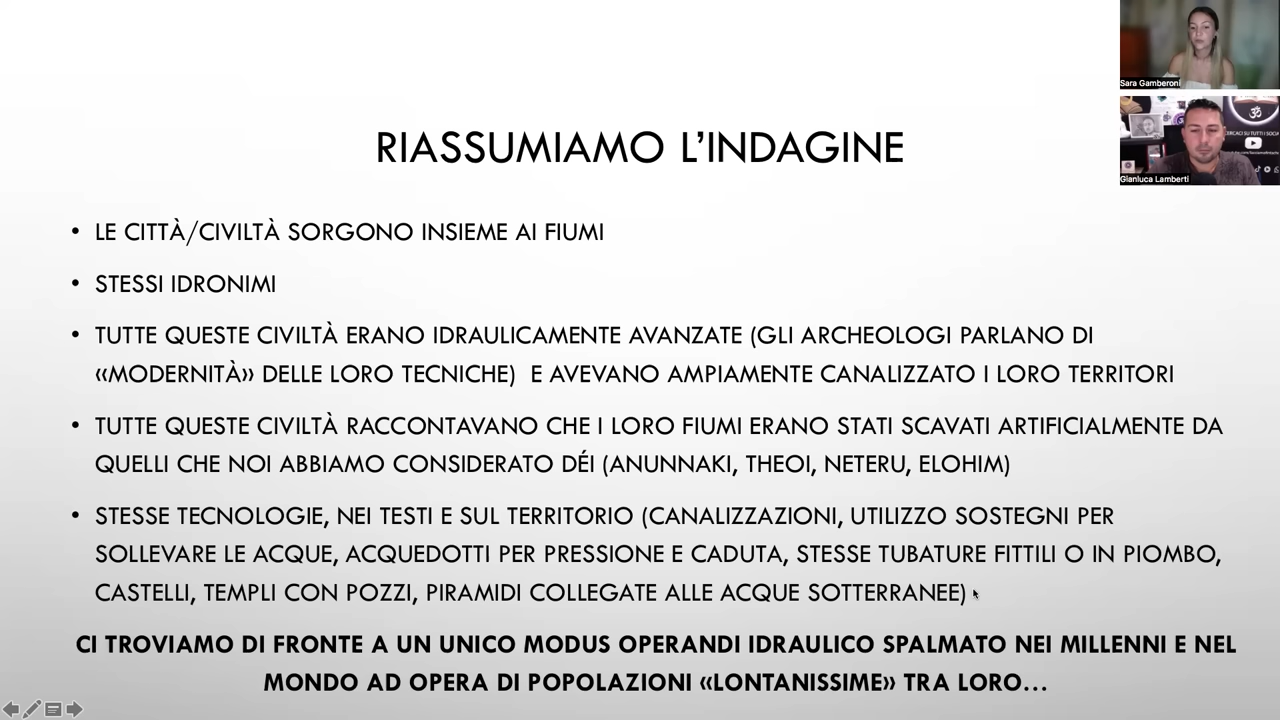 Sara Gamberoni
CERCACI SU TUTTI I SOCIAL
Gianluca Lamberti
RIASSUMIAMO L'INDAGINE
• LE CITTÀ/CIVILTÀ SORGONO INSIEME AI FIUMI
• STESSI IDRONIMI
• TUTTE QUESTE CIVILTÀ ERANO IDRAULICAMENTE AVANZATE (GLI ARCHEOLOGI PARLANO DI
«MODERNITÀ» DELLE LORO TECNICHE) E AVEVANO AMPIAMENTE CANALIZZATO I LORO TERRITORI
• TUTTE QUESTE CIVILTÀ RACCONTAVANO CHE I LORO FIUMI ERANO STATI SCAVATI ARTIFICIALMENTE DA
QUELLI CHE NOI ABBIAMO CONSIDERATO DÉI (ANUNNAKI, THEOI, NETERU, ELOHIM)
• STESSE TECNOLOGIE, NEI TESTI E SUL TERRITORIO (CANALIZZAZIONI, UTILIZZO SOSTEGNI PER
SOLLEVARE LE ACQUE, ACQUEDOTTI PER PRESSIONE E CADUTA, STESSE TUBATURE FITTILI O IN PIOMBO,
CASTELLI, TEMPLI CON POZZI, PIRAMIDI COLLEGATE ALLE ACQUE SOTTERRANEE)
CI TROVIAMO DI FRONTE A UN UNICO MODUS OPERANDI IDRAULICO SPALMATO NEI MILLENNI E NEL
MONDO AD OPERA DI POPOLAZIONI «LONTANISSIME» TRA LORO…